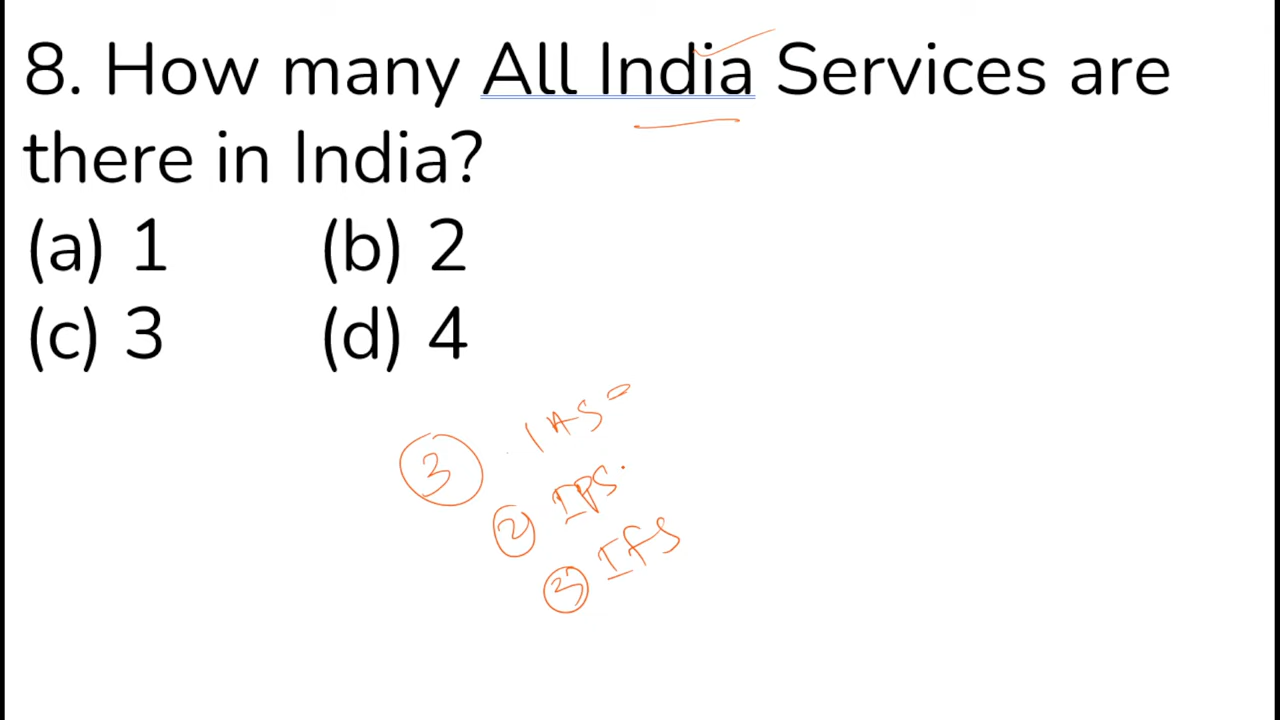 8. How many All India Services are
there in India?
(a) 1 (b) 2
(c) 3 (d) 4
3 IAS
2 IPS
3 IFS